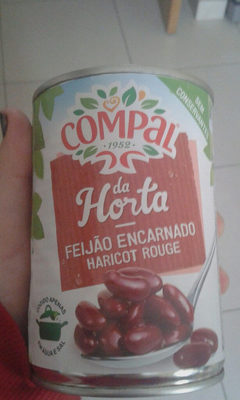 SEM
CONSERVANTES
COMPAL
• 1952 •
da
Horta
FEIJÃO ENCARNADO
HARICOT ROUGE
COZIDO APENAS
EM ÁGUA E SAL